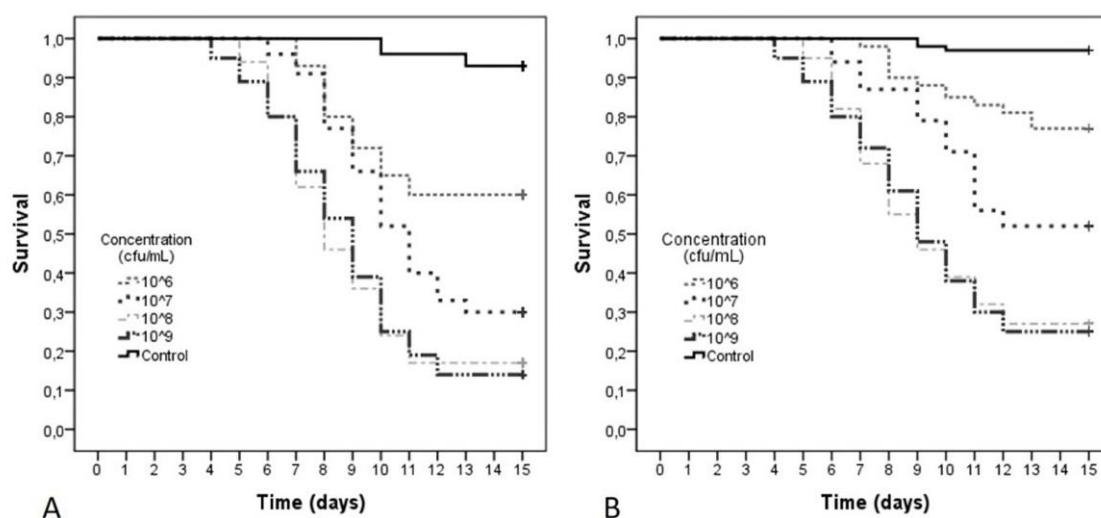 1,0
0,9
0,8
0,7
0,6
0,5
0,4
0,3
0,2
0,1
0,0
Survival
Concentration
(cfu/mL)
10^6
10^7
10^8
10^9
Control
0 1 2 3 4 5 6 7 8 9 10 11 12 13 14 15
Time (days)
A
1,0
0,9
0,8
0,7
0,6
0,5
0,4
0,3
0,2
0,1
0,0
Survival
Concentration
(cfu/mL)
10^6
10^7
10^8
10^9
Control
0 1 2 3 4 5 6 7 8 9 10 11 12 13 14 15
Time (days)
B